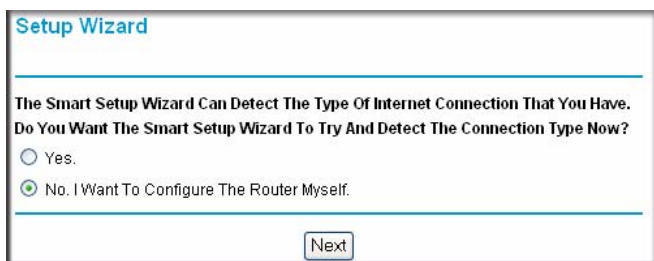 Setup Wizard
The Smart Setup Wizard Can Detect The Type Of Internet Connection That You Have.
Do You Want The Smart Setup Wizard To Try And Detect The Connection Type Now?
Yes.
No. I Want To Configure The Router Myself.
Next